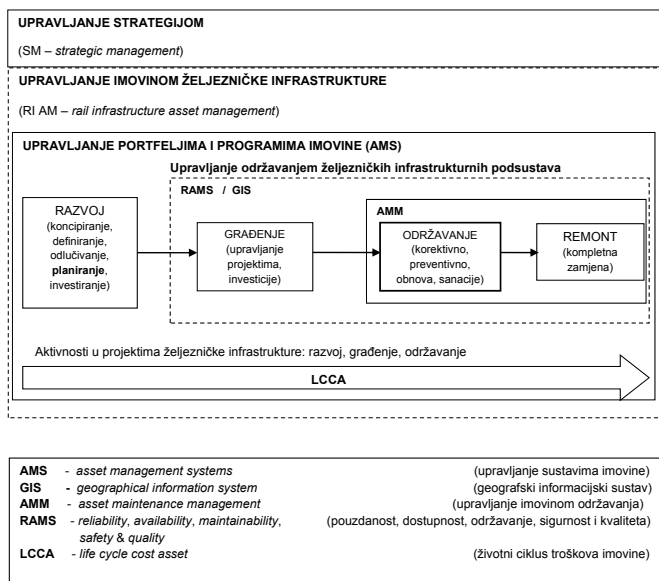 UPRAVLJANJE STRATEGIJOM
(SM – strategic management)
UPRAVLJANJE IMOVINOM ŽELJEZNIČKE INFRASTRUKTURE
(RI AM – rail infrastructure asset management)
UPRAVLJANJE PORTFELJIMA I PROGRAMIMA IMOVINE (AMS)
Upravljanje održavanjem željezničkih infrastrukturnih podsustava
RAMS / GIS
RAZVOJ
(koncipiranje,
definiranje,
odlučivanje,
planiranje,
investiranje)
GRAĐENJE
(upravljanje
projektima,
investicije)
AMM
ODRŽAVANJE
(korektivno,
preventivno,
obnova, sanacije)
REMONT
(kompletna
zamjena)
Aktivnosti u projektima željezničke infrastrukture: razvoj, građenje, održavanje
LCCA
AMS - asset management systems (upravljanje sustavima imovine)
GIS - geographical information system (geografski informacijski sustav)
AMM - asset maintenance management (upravljanje imovinom održavanja)
RAMS - reliability, availability, maintainability, (pouzdanost, dostupnost, održavanje, sigurnost i kvaliteta)
safety & quality
LCCA - life cycle cost asset (životni ciklus troškova imovine)